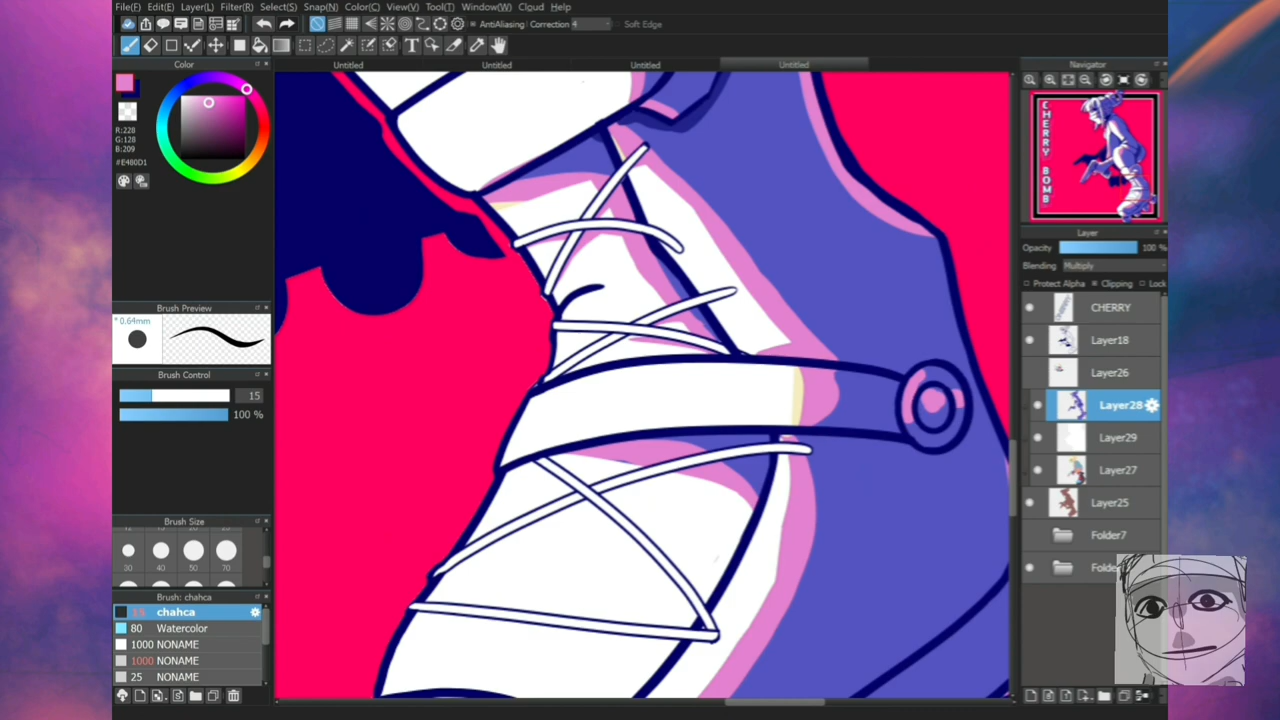 File(F) Edit(E) Layer(A) Filter(R) Select(S) Snap(N) Color(C) View(V) Tool(T) Window(W) Cloud Help
AntiAliasing Correction 4 Soft Edge
Color
Untitled Untitled Untitled Untitled
Navigator
R:228
G:128
B:209
#E480D1
CHERRY BOMB
Layer
Opacity 100 %
Blending Multiply
Protect Alpha Clipping Lock
CHERRY
Layer18
Layer26
Layer28
Layer29
Layer27
Layer25
Folder7
Brush Preview
* 0.64mm
Brush Control
15
100 %
Brush Size
30 40 50 70
Brush: chahca
chahca
80 Watercolor
1000 NONAME
1000 NONAME
25 NONAME